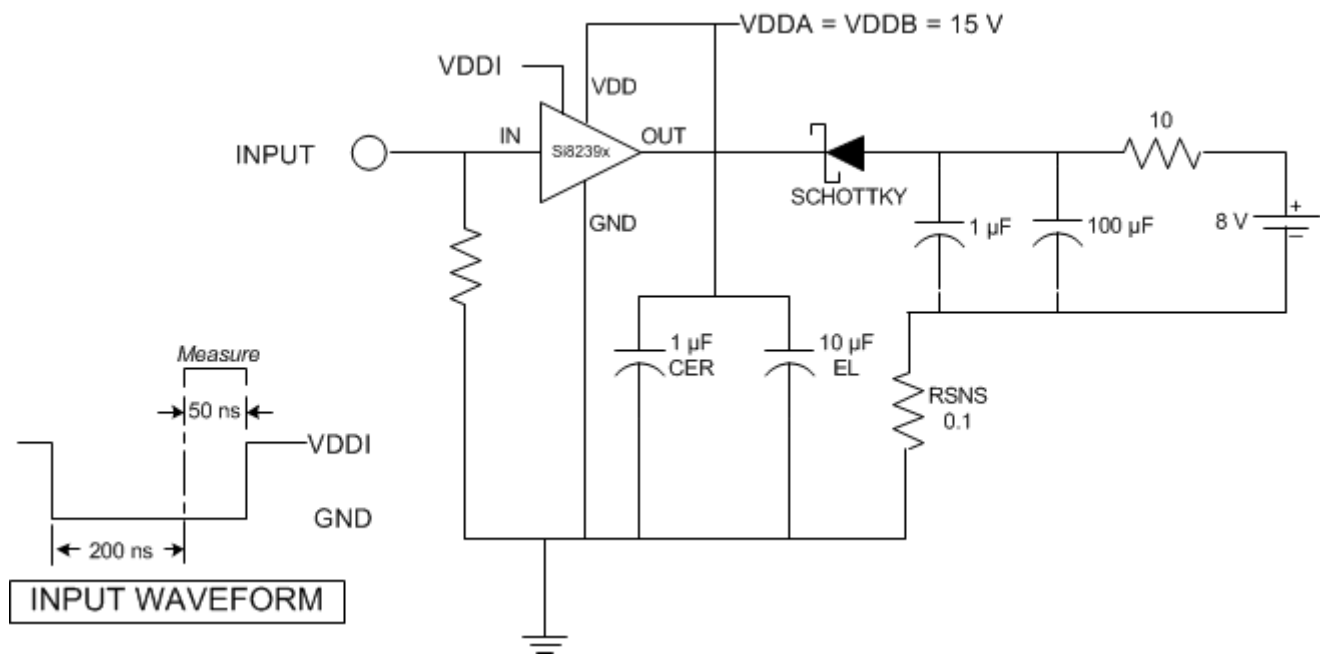 VDDA = VDDB = 15 V
VDDI
VDD
10
INPUT
IN
Si8239x
OUT
SCHOTTKY
GND
1 µF
100 µF
8 V
+
−
1 µF
CER
10 µF
EL
RSNS
0.1
Measure
50 ns
VDDI
GND
200 ns
INPUT WAVEFORM